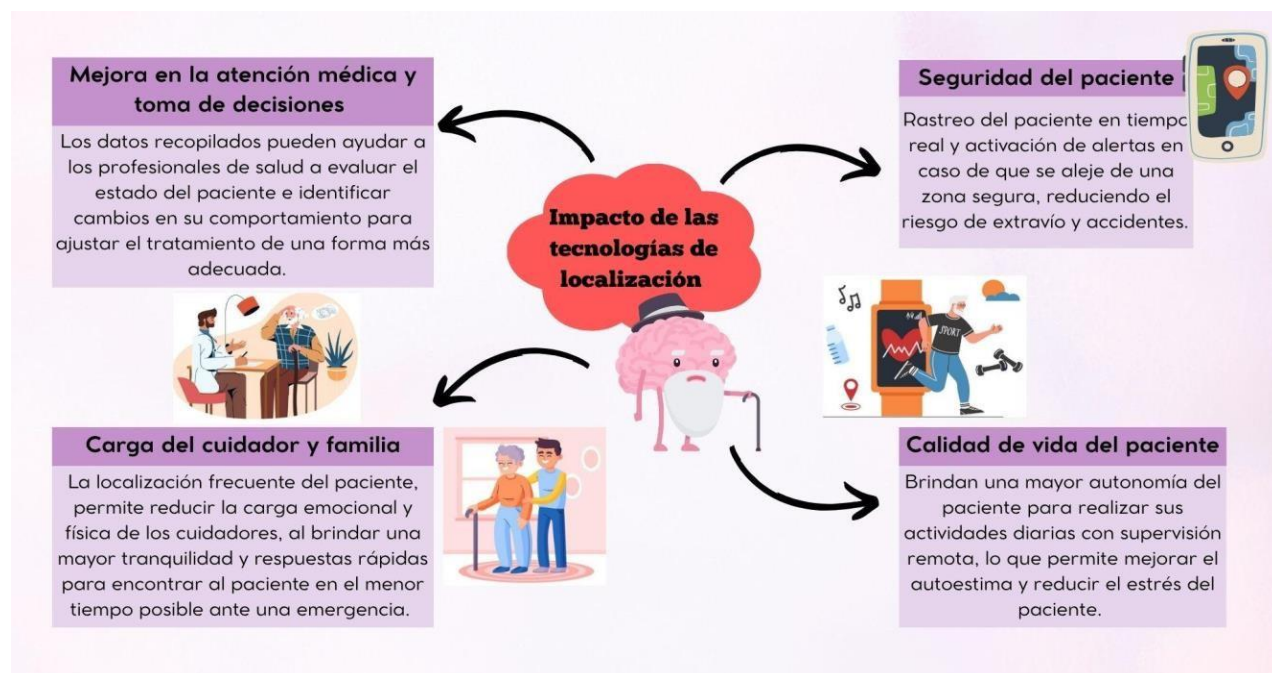 Mejora en la atención médica y
toma de decisiones
Los datos recopilados pueden ayudar a
los profesionales de salud a evaluar el
estado del paciente e identificar
cambios en su comportamiento para
ajustar el tratamiento de una forma más
adecuada.
Impacto de las
tecnologías de
localización
Seguridad del paciente
Rastreo del paciente en tiempo
real y activación de alertas en
caso de que se aleje de una
zona segura, reduciendo el
riesgo de extravío y accidentes.
SPORT
Carga del cuidador y familia
La localización frecuente del paciente,
permite reducir la carga emocional y
física de los cuidadores, al brindar una
mayor tranquilidad y respuestas rápidas
para encontrar al paciente en el menor
tiempo posible ante una emergencia.
Calidad de vida del paciente
Brindan una mayor autonomía del
paciente para realizar sus
actividades diarias con supervisión
remota, lo que permite mejorar el
autoestima y reducir el estrés del
paciente.